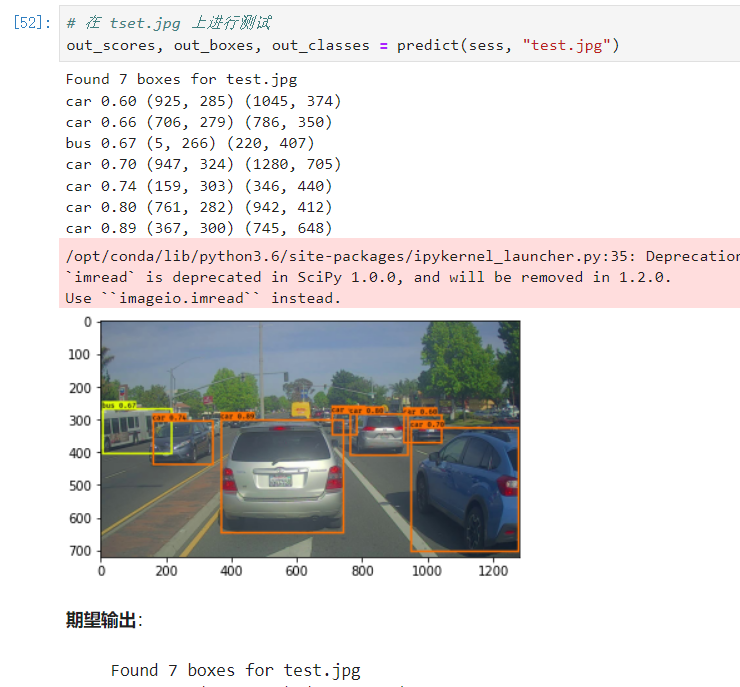 [52]: # 在 tset.jpg 上进行测试
out_scores, out_boxes, out_classes = predict(sess, "test.jpg")
Found 7 boxes for test.jpg
car 0.60 (925, 285) (1045, 374)
car 0.66 (706, 279) (786, 350)
bus 0.67 (5, 266) (220, 407)
car 0.70 (947, 324) (1280, 705)
car 0.74 (159, 303) (346, 440)
car 0.80 (761, 282) (942, 412)
car 0.89 (367, 300) (745, 648)
/opt/conda/lib/python3.6/site-packages/ipykernel_launcher.py:35: Deprecation
`imread` is deprecated in SciPy 1.0.0, and will be removed in 1.2.0.
Use ``imageio.imread`` instead.
0
100
200
300
400
500
600
700
bus 0.67
car 0.74
car 0.89
car
car 0.80
car 0.60
car 0.70
0 200 400 600 800 1000 1200
期望输出:
Found 7 boxes for test.jpg